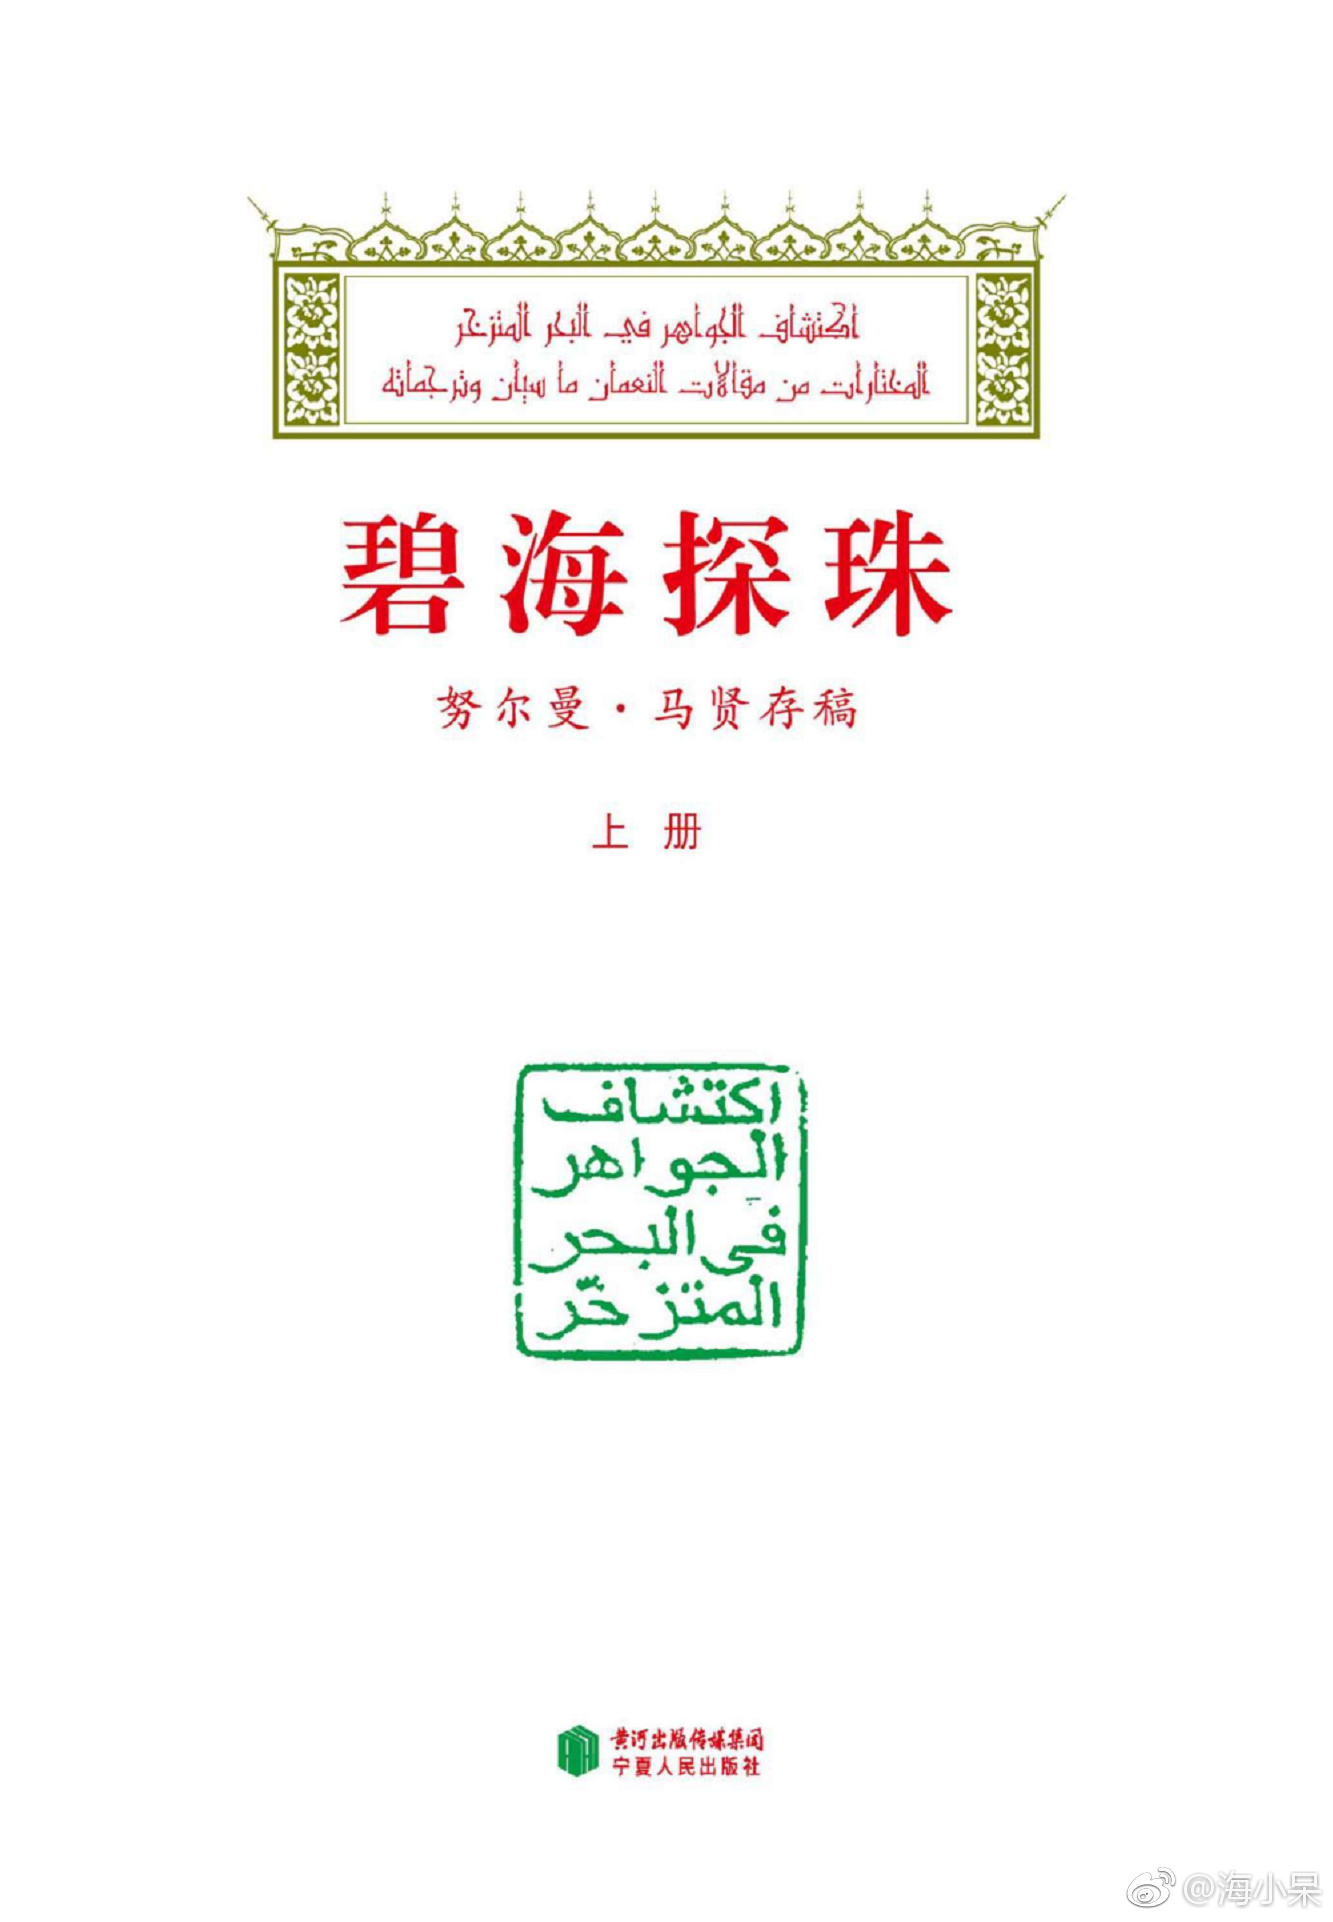 اكتشاف الجواهر في البحر المتزخر
المختارات من مقالات النعمان ما سيان وترجماته
碧海探珠
努尔曼·马贤存稿
上册
اكتشاف
الجواهر
في البحر
المتزخّر
黄河出版传媒集团
宁夏人民出版社
@海小呆